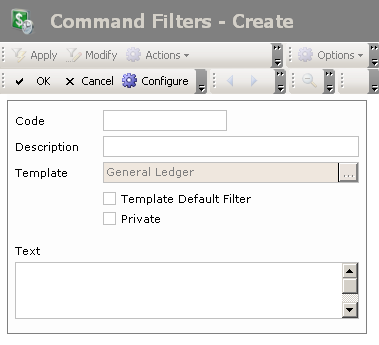 Command Filters - Create
Apply Modify Actions Options
OK Cancel Configure
Code
Description
Template General Ledger ...
Template Default Filter
Private
Text